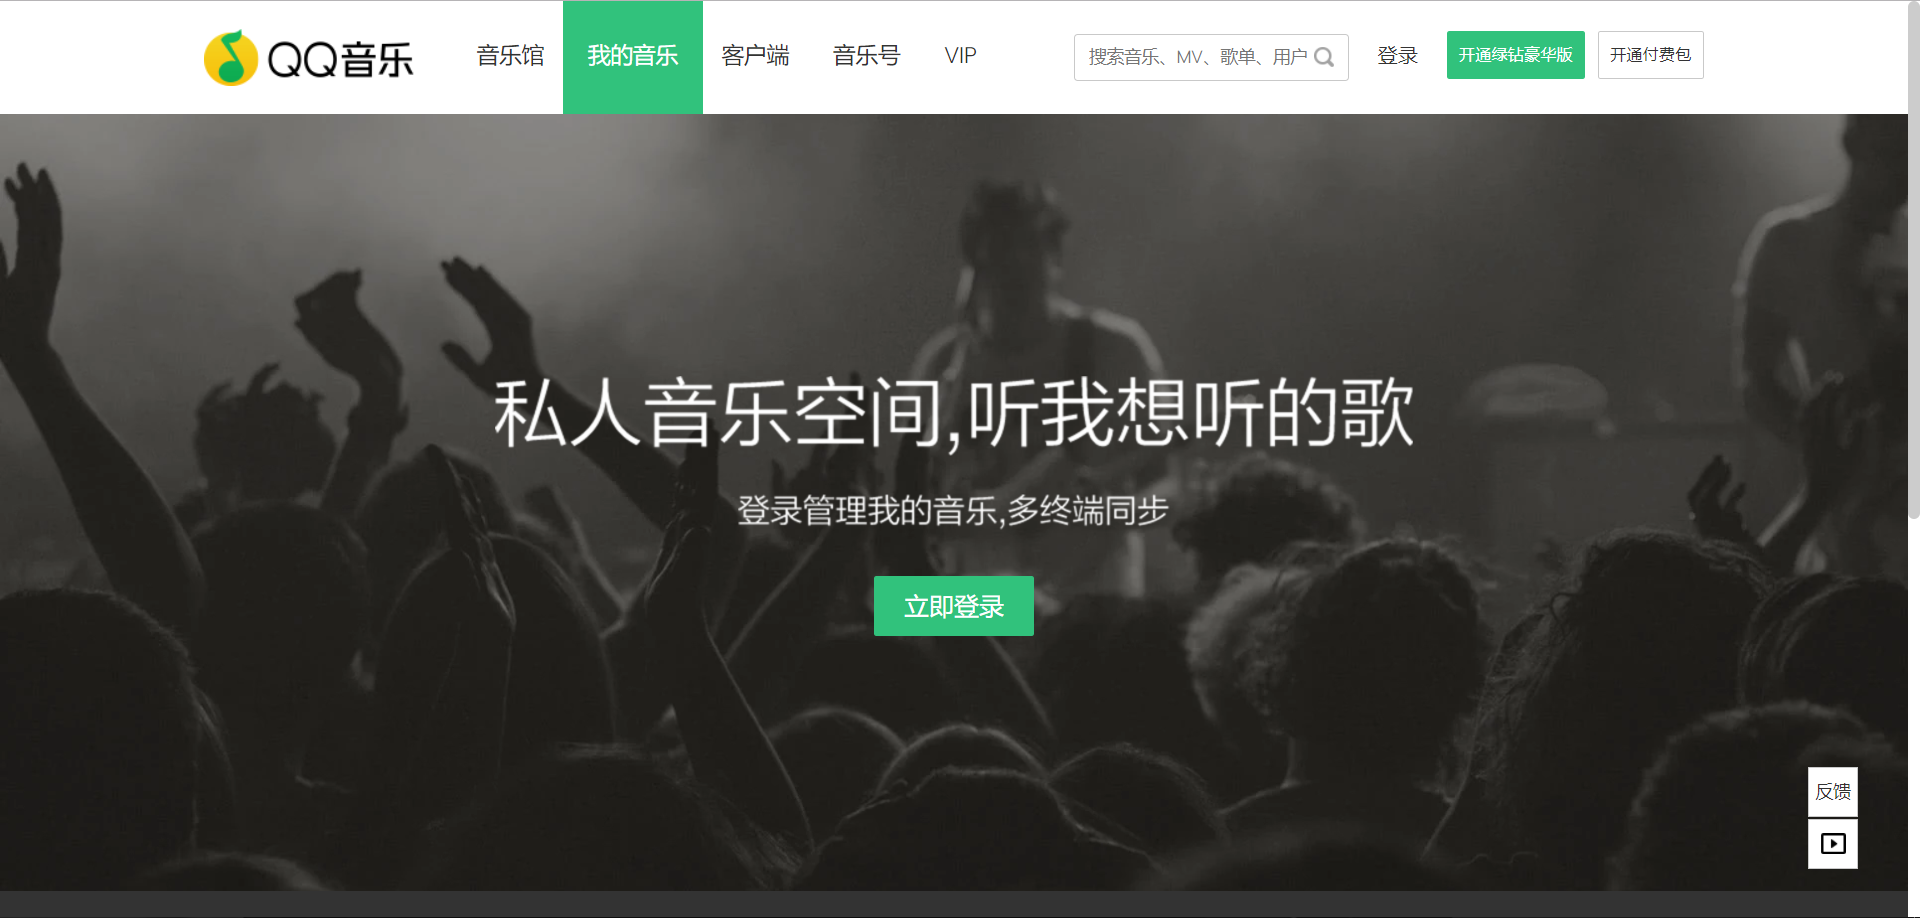 QQ音乐
音乐馆 我的音乐 客户端 音乐号 VIP
搜索音乐、MV、歌单、用户
登录
开通绿钻豪华版
开通付费包
私人音乐空间,听我想听的歌
登录管理我的音乐,多终端同步
立即登录
反馈